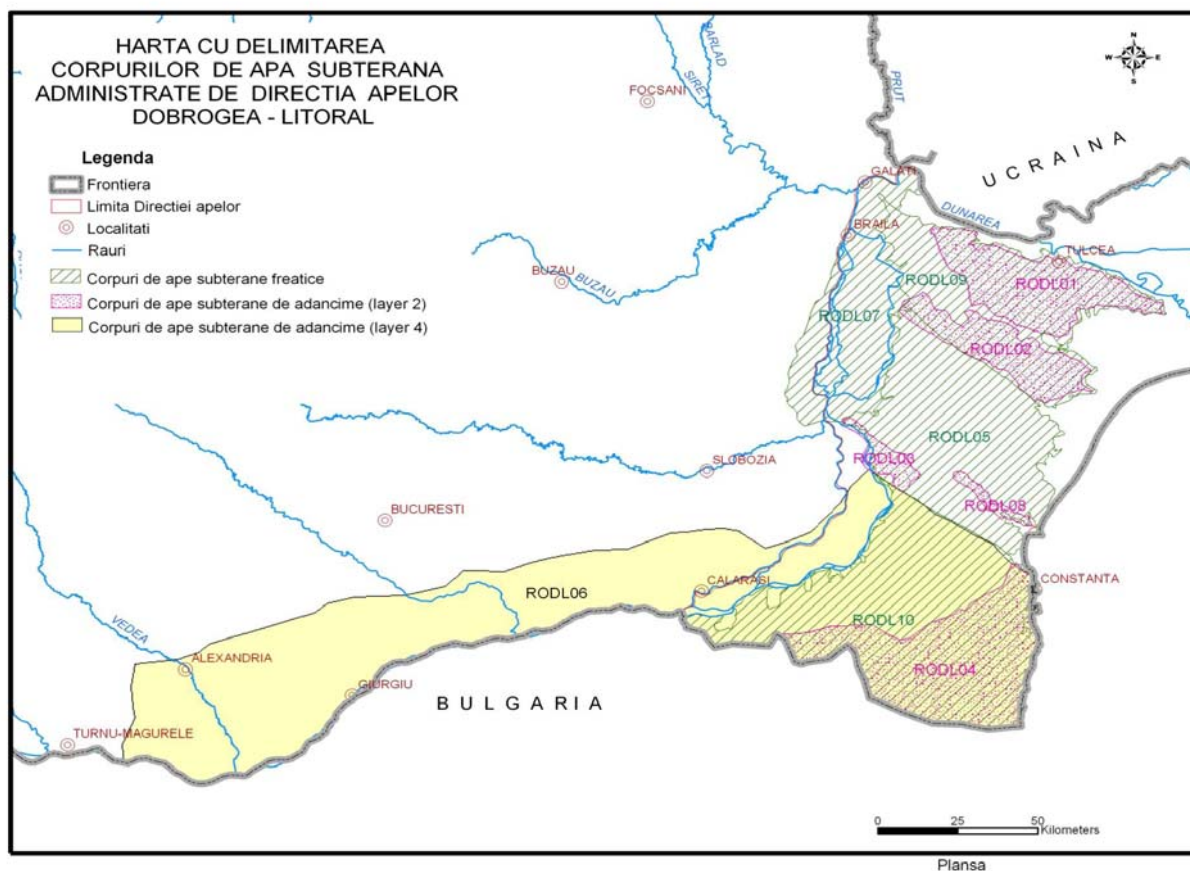 HARTA CU DELIMITAREA
CORPURILOR DE APA SUBTERANA
ADMINISTRATE DE DIRECTIA APELOR
DOBROGEA - LITORAL
Legenda
Frontiera
Limita Directiei apelor
Localitati
Rauri
Corpuri de ape subterane freatice
Corpuri de ape subterane de adancime (layer 2)
Corpuri de ape subterane de adancime (layer 4)
BARLAD
SIRET
PRUT
N
W E
S
FOCSANI
UCRAINA
GALATI
DUNAREA
BRAILA
TULCEA
BUZAU
BUZAU
RODL09
RODL01
RODL07
RODL02
RODL05
RODL03
SLOBOZIA
RODL08
BUCURESTI
CONSTANTA
CALARASI
RODL06
RODL10
VEDEA
ALEXANDRIA
RODL04
GIURGIU
BULGARIA
TURNU-MAGURELE
0 25 50
Kilometers
Plansa